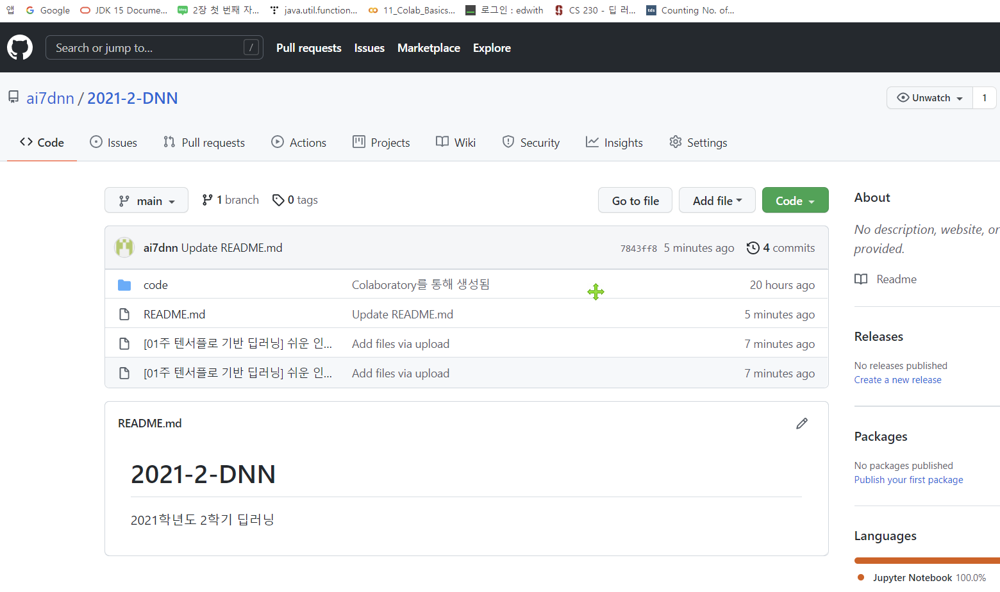 앱 Google JDK 15 Docume... 2장 첫 번째 자... java.util.function... 11_Colab_Basics... 로그인 : edwith CS 230 - 딥 러... Counting No. of...
Search or jump to... / Pull requests Issues Marketplace Explore
ai7dnn / 2021-2-DNN Unwatch 1
Code Issues Pull requests Actions Projects Wiki Security Insights Settings
main 1 branch 0 tags Go to file Add file Code
ai7dnn Update README.md 7843ff8 5 minutes ago 4 commits
code Colaboratory를 통해 생성됨 20 hours ago
README.md Update README.md 5 minutes ago
[01주 텐서플로 기반 딥러닝] 쉬운 인... Add files via upload 7 minutes ago
[01주 텐서플로 기반 딥러닝] 쉬운 인... Add files via upload 7 minutes ago
README.md
2021-2-DNN
2021학년도 2학기 딥러닝
About
No description, website, or
provided.
Readme
Releases
No releases published
Create a new release
Packages
No packages published
Publish your first package
Languages
Jupyter Notebook 100.0%